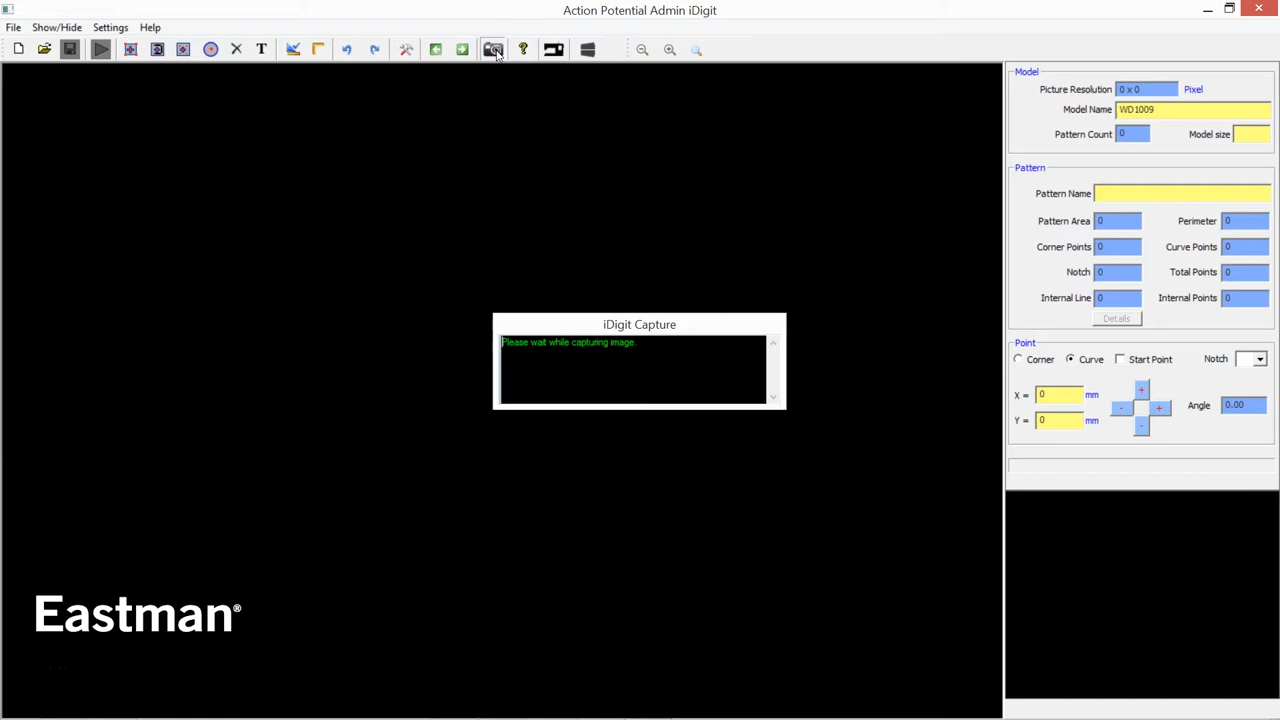 Action Potential Admin iDigit
File Show/Hide Settings Help
T ?
Model
Picture Resolution 0 x 0 Pixel
Model Name WD1009
Pattern Count 0 Model size
Pattern
Pattern Name
Pattern Area 0 Perimeter 0
Corner Points 0 Curve Points 0
Notch 0 Total Points 0
Internal Line 0 Internal Points 0
Details
Point
Corner Curve Start Point Notch
X = 0 mm + - + -
Y = 0 mm
Angle 0.00
iDigit Capture
Please wait while capturing image.
Eastman®